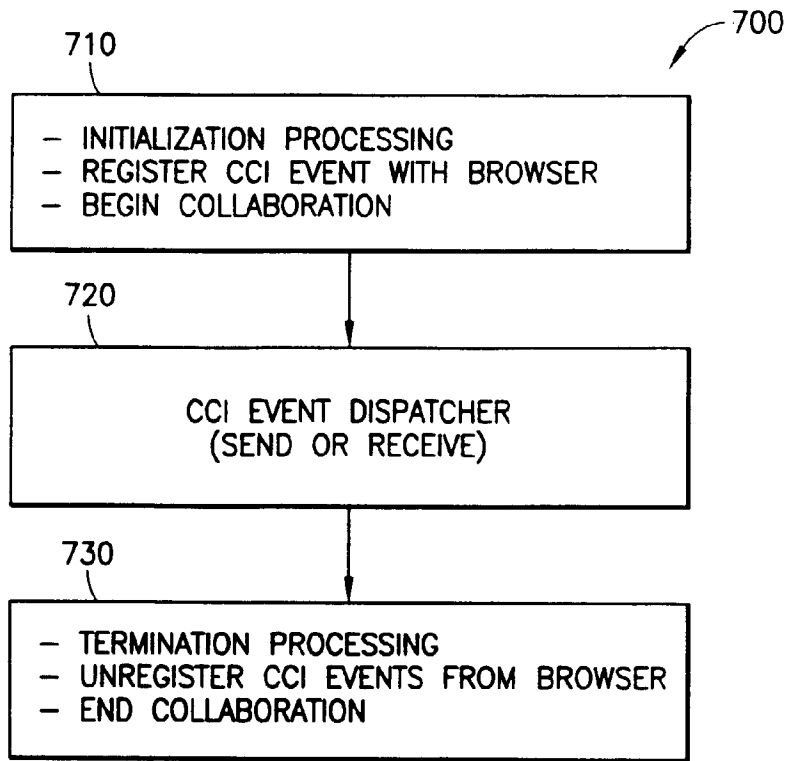 700
710
– INITIALIZATION PROCESSING
– REGISTER CCI EVENT WITH BROWSER
– BEGIN COLLABORATION
720
CCI EVENT DISPATCHER
(SEND OR RECEIVE)
730
– TERMINATION PROCESSING
– UNREGISTER CCI EVENTS FROM BROWSER
– END COLLABORATION